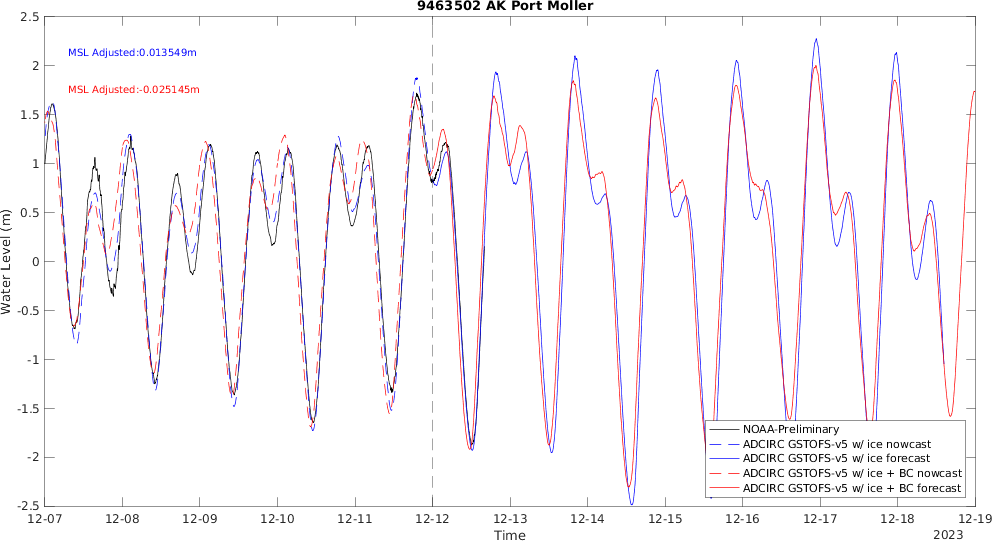 9463502 AK Port Moller
MSL Adjusted:0.013549m
MSL Adjusted:-0.025145m
Water Level (m)
2.5
2
1.5
1
0.5
0
-0.5
-1
-1.5
-2
-2.5
NOAA-Preliminary
ADCIRC GSTOFS-v5 w/ ice nowcast
ADCIRC GSTOFS-v5 w/ ice forecast
ADCIRC GSTOFS-v5 w/ ice + BC nowcast
ADCIRC GSTOFS-v5 w/ ice + BC forecast
12-07 12-08 12-09 12-10 12-11 12-12 12-13 12-14 12-15 12-16 12-17 12-18 12-19
Time
2023